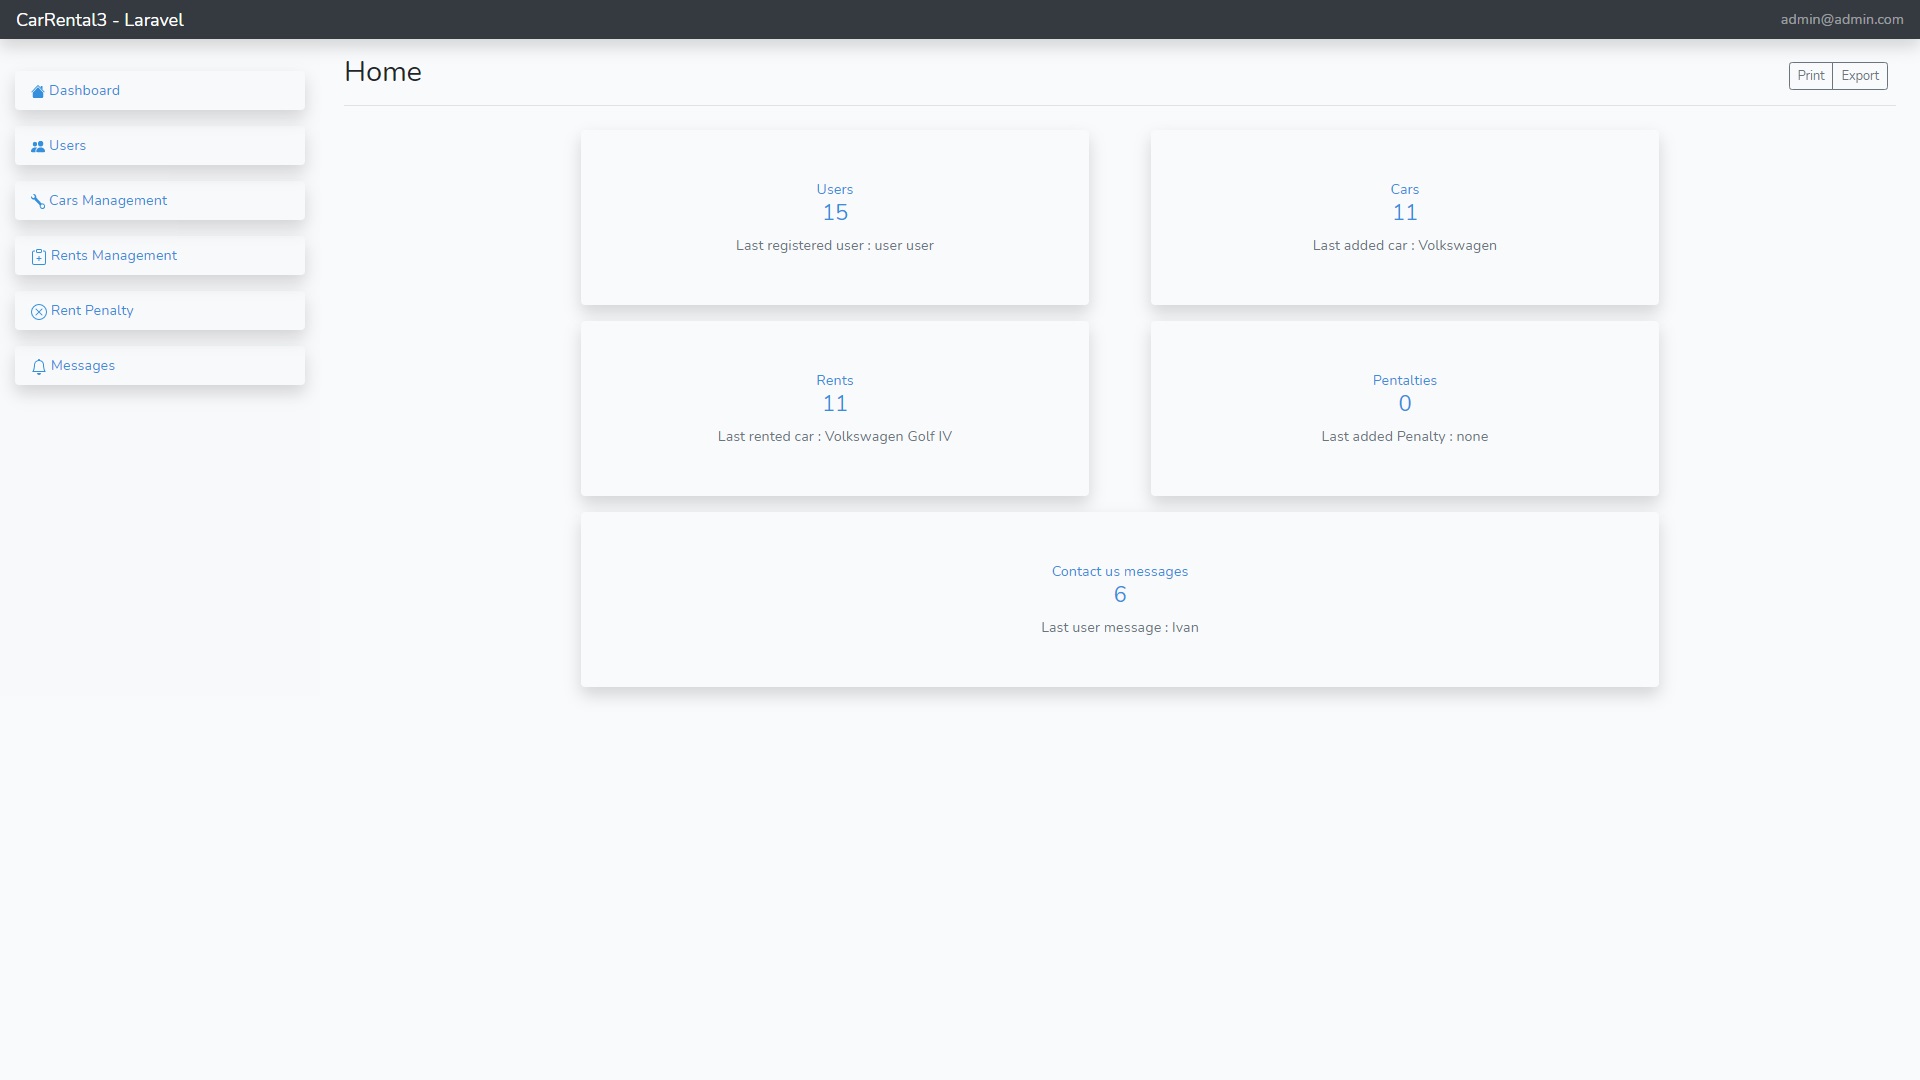 CarRental3 - Laravel
admin@admin.com
Dashboard
Users
Cars Management
Rents Management
Rent Penalty
Messages
Home
Print
Export
Users
15
Last registered user : user user
Cars
11
Last added car : Volkswagen
Rents
11
Last rented car : Volkswagen Golf IV
Pentalties
0
Last added Penalty : none
Contact us messages
6
Last user message : Ivan